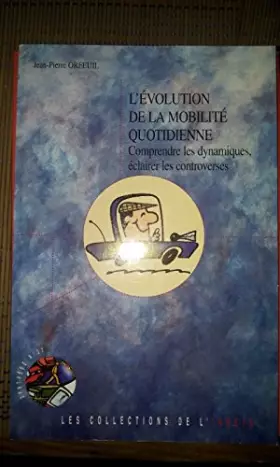 Jean-Pierre ORFEUIL
L'ÉVOLUTION
DE LA MOBILITÉ
QUOTIDIENNE
Comprendre les dynamiques,
éclairer les controverses
LES COLLECTIONS DE L'